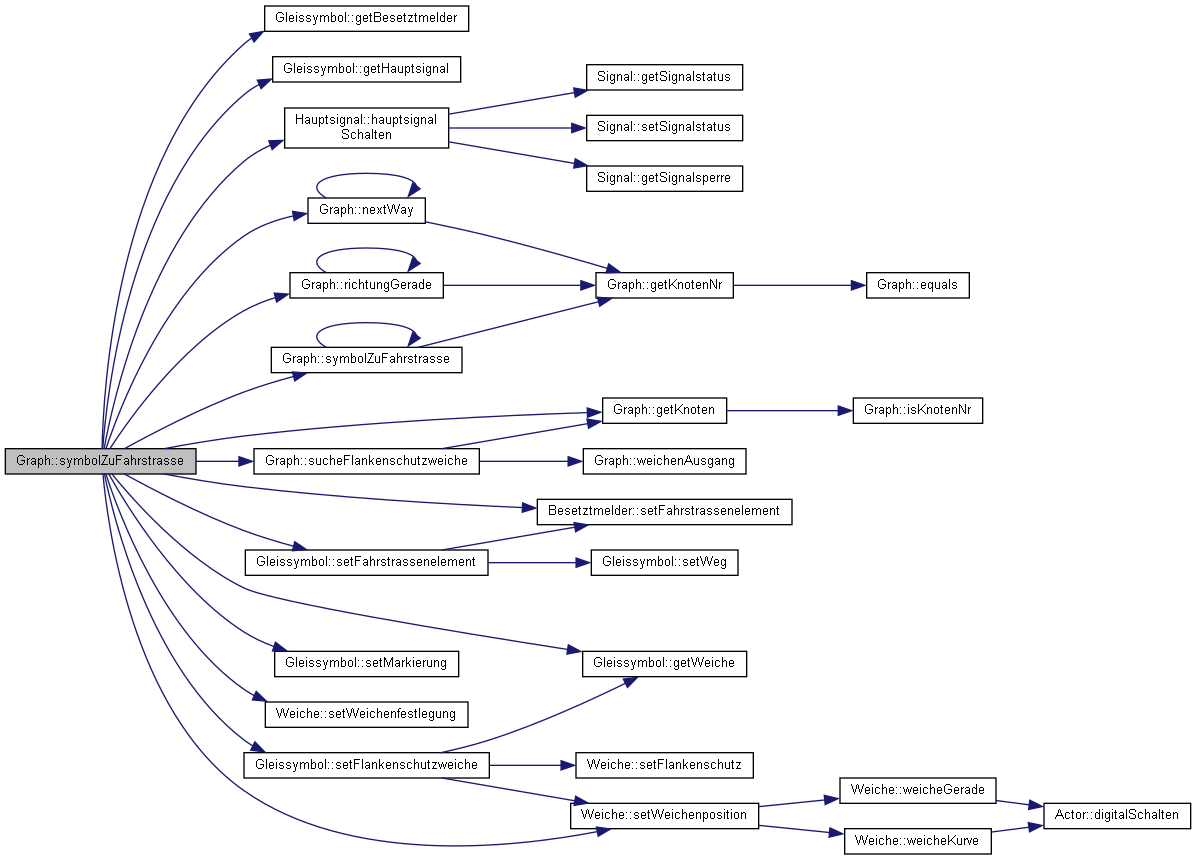 Gleissymbol::getBesetztmelder
Gleissymbol::getHauptsignal
Hauptsignal::hauptsignal
Schalten
Signal::getSignalstatus
Signal::setSignalstatus
Signal::getSignalsperre
Graph::nextWay
Graph::richtungGerade
Graph::getKnotenNr
Graph::equals
Graph::symbolZuFahrstrasse
Graph::getKnoten
Graph::isKnotenNr
Graph::symbolZuFahrstrasse
Graph::sucheFlankenschutzweiche
Graph::weichenAusgang
Besetztmelder::setFahrstrassenelement
Gleissymbol::setFahrstrassenelement
Gleissymbol::setWeg
Gleissymbol::setMarkierung
Gleissymbol::getWeiche
Weiche::setWeichenfestlegung
Gleissymbol::setFlankenschutzweiche
Weiche::setFlankenschutz
Weiche::weicheGerade
Weiche::setWeichenposition
Actor::digitalSchalten
Weiche::weicheKurve